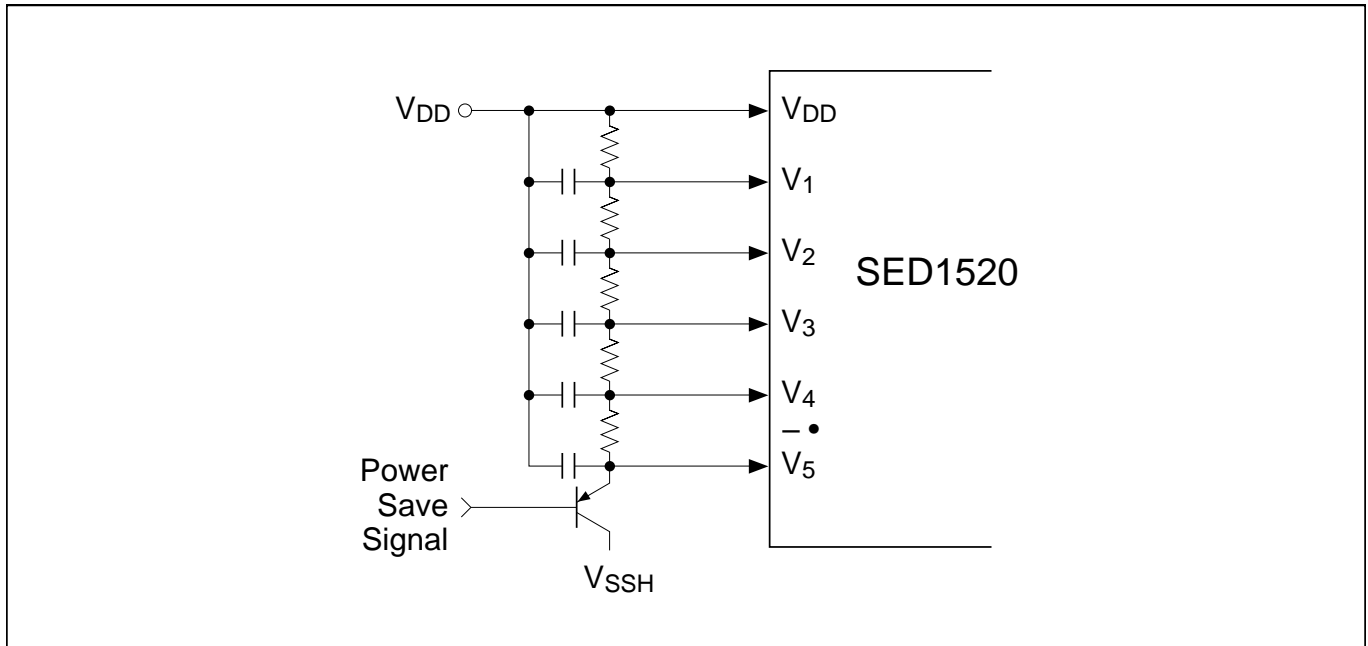 VDD
VDD
V1
V2
SED1520
V3
V4
– •
V5
Power
Save
Signal
VSSH